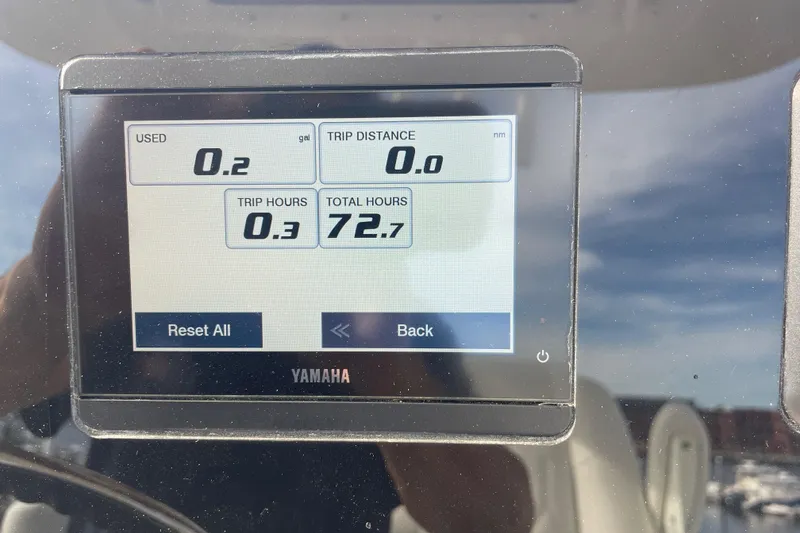 USED gal TRIP DISTANCE nm
0.2 0.0
TRIP HOURS TOTAL HOURS
0.3 72.7
Reset All Back
YAMAHA